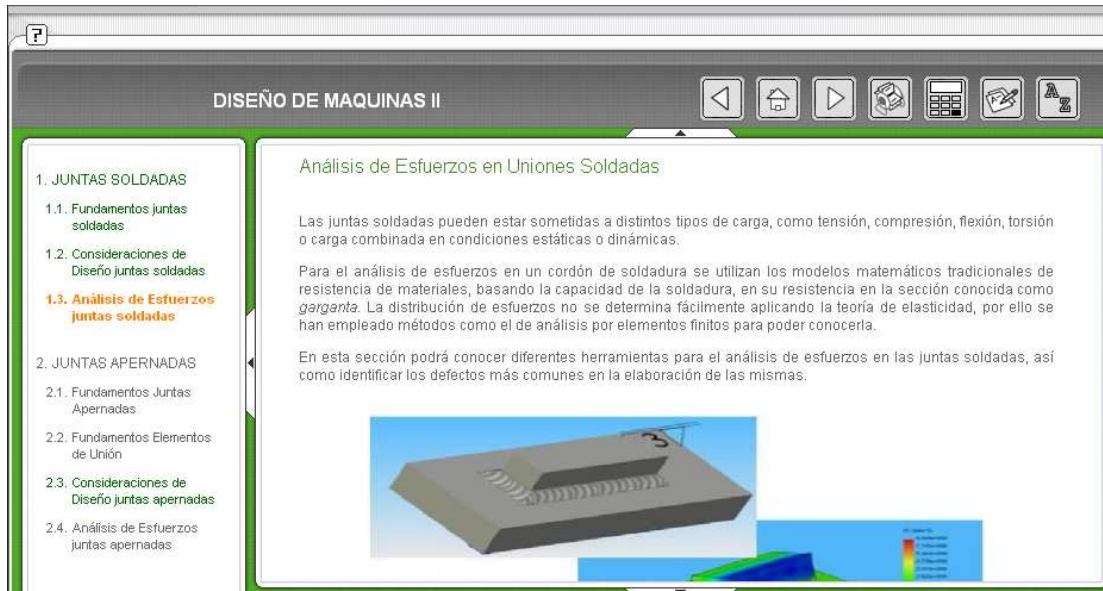 ?
DISEÑO DE MAQUINAS II
A Z
1. JUNTAS SOLDADAS
1.1. Fundamentos juntas
soldadas
1.2. Consideraciones de
Diseño juntas soldadas
1.3. Análisis de Esfuerzos
juntas soldadas
2. JUNTAS APERNADAS
2.1. Fundamentos Juntas
Apernadas
2.2. Fundamentos Elementos
de Unión
2.3. Consideraciones de
Diseño juntas apernadas
2.4. Análisis de Esfuerzos
juntas apernadas
Análisis de Esfuerzos en Uniones Soldadas
Las juntas soldadas pueden estar sometidas a distintos tipos de carga, como tensión, compresión, flexión, torsión
o carga combinada en condiciones estáticas o dinámicas.
Para el análisis de esfuerzos en un cordón de soldadura se utilizan los modelos matemáticos tradicionales de
resistencia de materiales, basando la capacidad de la soldadura, en su resistencia en la sección conocida como
garganta. La distribución de esfuerzos no se determina fácilmente aplicando la teoría de elasticidad, por ello se
han empleado métodos como el de análisis por elementos finitos para poder conocerla.
En esta sección podrá conocer diferentes herramientas para el análisis de esfuerzos en las juntas soldadas, así
como identificar los defectos más comunes en la elaboración de las mismas.
3